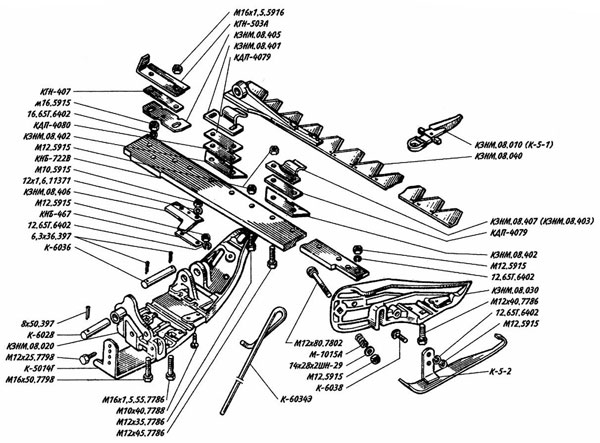 М16х1,5.5916
КГН-503А
КЗНМ.08.405
КЗНМ.08.401
КДП-4079
КГН-407
м16.5915
16.65Г.6402
КДП-4080
КЗНМ.08.402
М12.5915
КНБ-722В
М10.5915
12х1,6.11371
КЗНМ.08.406
М12.5915
КНБ-467
12.65Г.6402
6,3х36.397
К-6036
КЗНМ.08.010 (К-5-1)
КЗНМ.08.040
КЗНМ.08.407 (КЗНМ.08.403)
КДП-4079
КЗНМ.08.402
М12.5915
12.65Г.6402
КЗНМ.08.030
М12х40.7786
12.65Г.6402
М12.5915
8х50.397
К-6028
КЗНМ.08.020
М12х25.7798
К-5014Г
М16х50.7798
М16х1,5.55.7786
М10х40.7788
М12х35.7786
М12х45.7786
К-6034Э
М12х80.7802
М-1015А
14х28х2ШН-29
М12.5915
К-6038
К-5-2